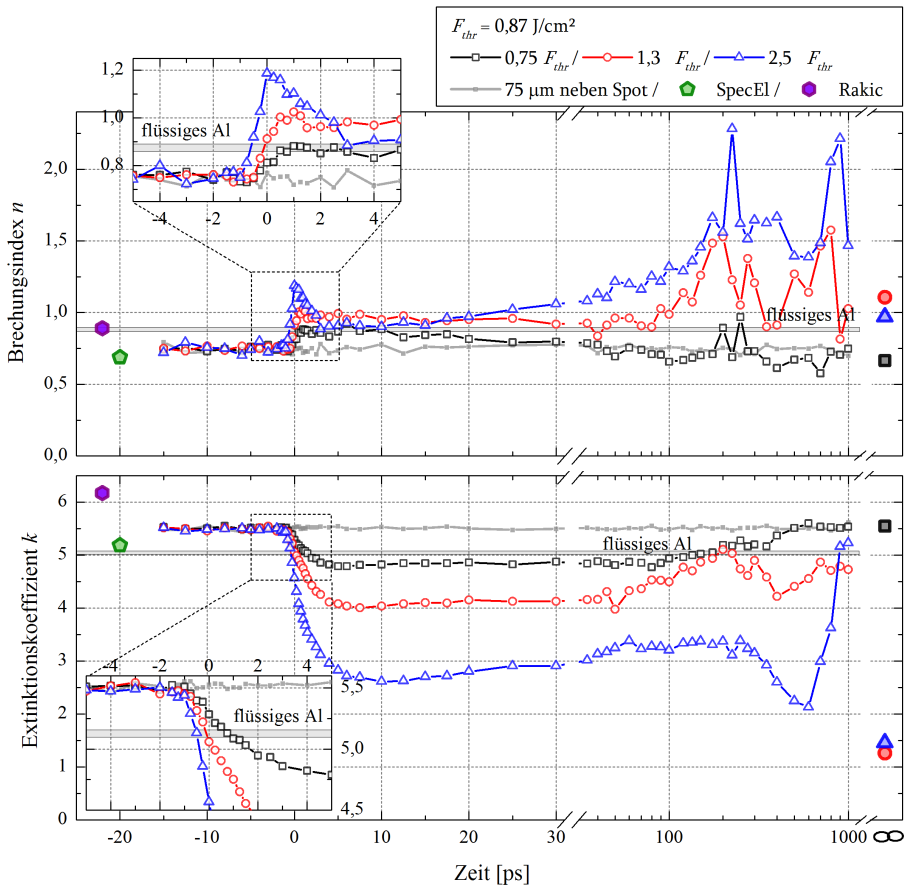 F_thr = 0,87 J/cm²
0,75 F_thr / 1,3 F_thr / 2,5 F_thr
75 µm neben Spot / SpecEl / Rakic
1,2
1,0
0,8
flüssiges Al
-4 -2 0 2 4
Brechungsindex n
2,0
1,5
1,0
0,5
0,0
flüssiges Al
Extinktionskoeffizient k
6
5
4
3
2
1
0
flüssiges Al
-4 -2 0 2 4
5,5
5,0
4,5
flüssiges Al
-20 -10 0 10 20 30 100 1000 ∞
Zeit [ps]